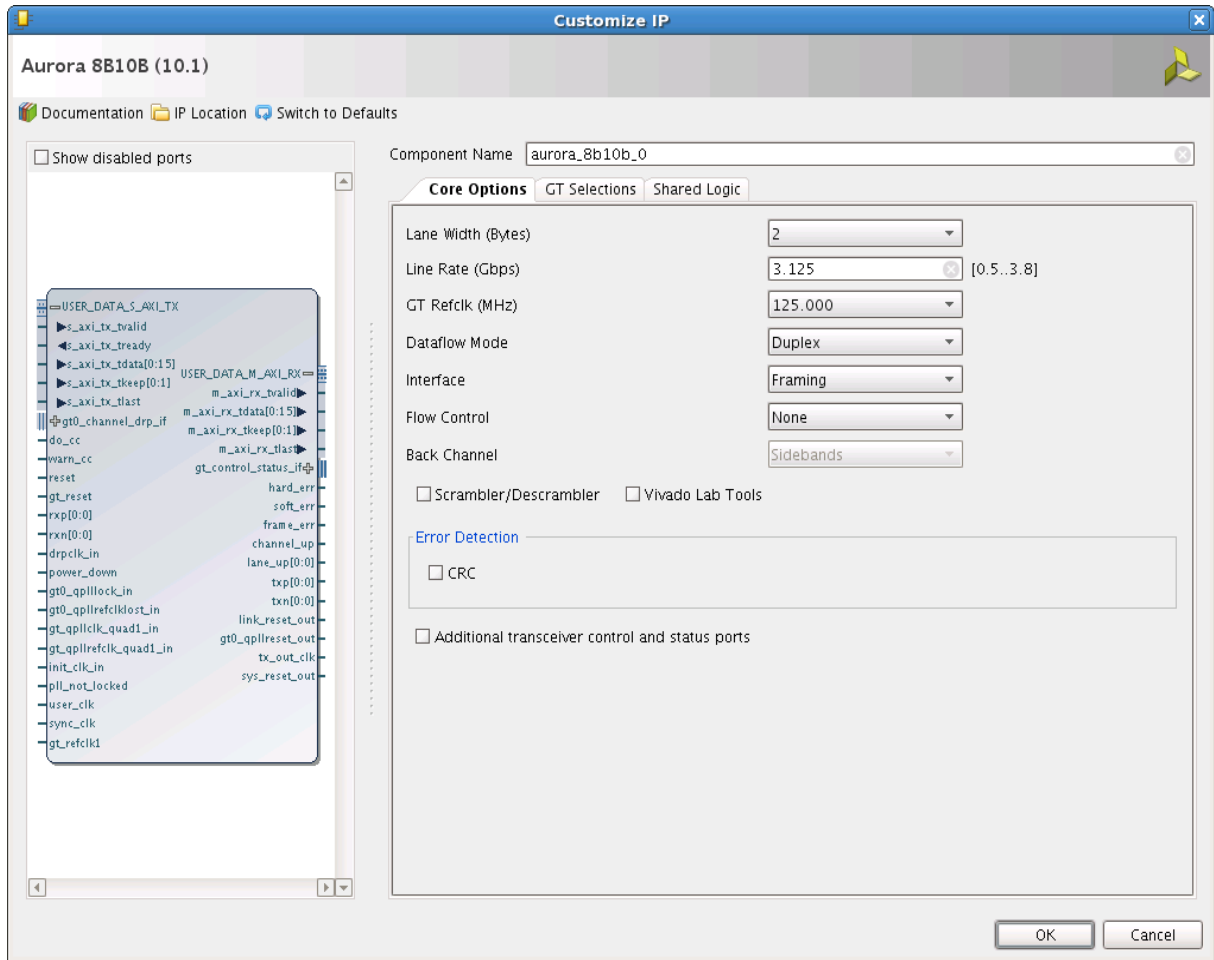 Customize IP
Aurora 8B10B (10.1)
Documentation IP Location Switch to Defaults
Show disabled ports
USER_DATA_S_AXI_TX
s_axi_tx_tvalid
s_axi_tx_tready
s_axi_tx_tdata[0:15]
s_axi_tx_tkeep[0:1]
s_axi_tx_tlast
gt0_channel_drp_if
do_cc
warn_cc
reset
gt_reset
rxp[0:0]
rxn[0:0]
drpclk_in
power_down
gt0_qplllock_in
gt0_qpllrefclklost_in
gt_qpllclk_quad1_in
gt_qpllrefclk_quad1_in
init_clk_in
pll_not_locked
user_clk
sync_clk
gt_refclk1
USER_DATA_M_AXI_RX
m_axi_rx_tvalid
m_axi_rx_tdata[0:15]
m_axi_rx_tkeep[0:1]
m_axi_rx_tlast
gt_control_status_if
hard_err
soft_err
frame_err
channel_up
lane_up[0:0]
txp[0:0]
txn[0:0]
link_reset_out
gt0_qpllreset_out
tx_out_clk
sys_reset_out
Component Name aurora_8b10b_0
Core Options GT Selections Shared Logic
Lane Width (Bytes) 2
Line Rate (Gbps) 3.125 [0.5..3.8]
GT Refclk (MHz) 125.000
Dataflow Mode Duplex
Interface Framing
Flow Control None
Back Channel Sidebands
Scrambler/Descrambler Vivado Lab Tools
Error Detection
CRC
Additional transceiver control and status ports
OK Cancel